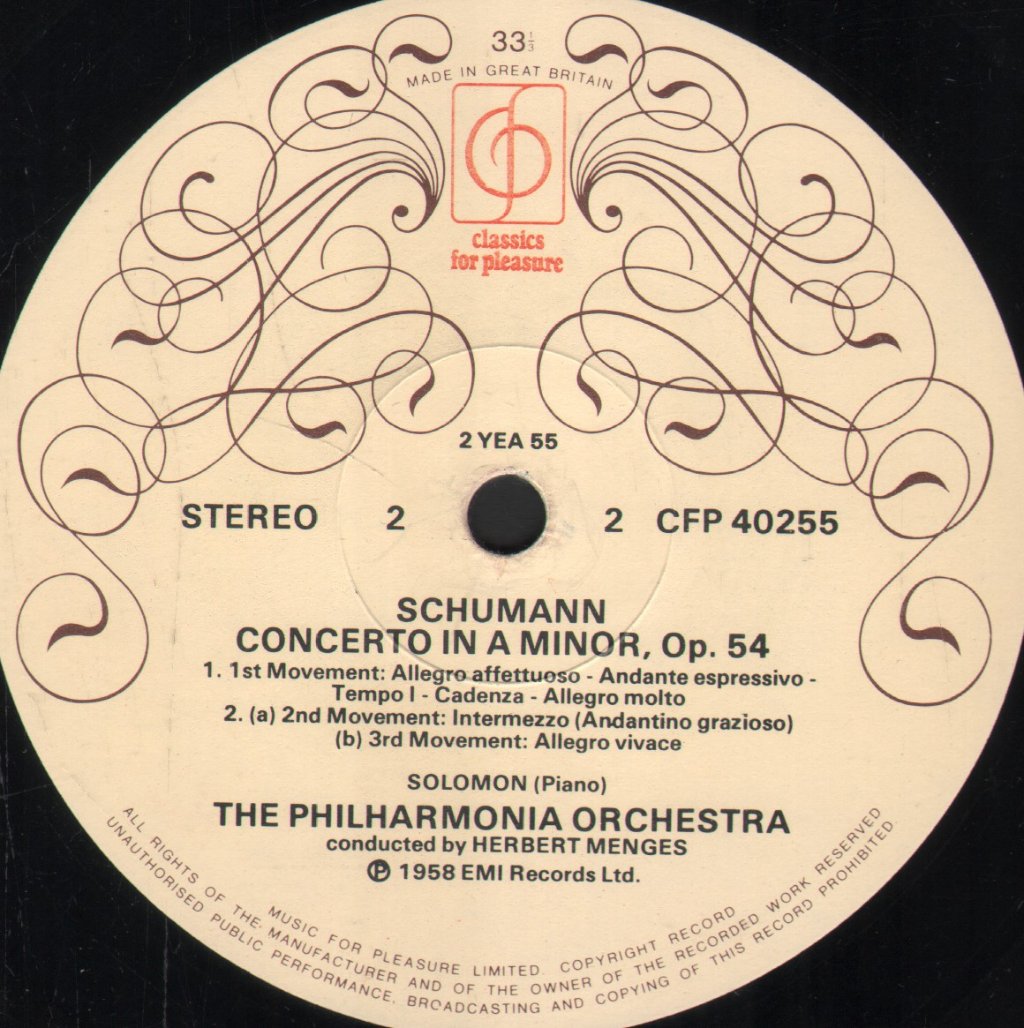 33⅓
MADE IN GREAT BRITAIN
classics
for pleasure
2 YEA 55
STEREO 2 2 CFP 40255
SCHUMANN
CONCERTO IN A MINOR, Op. 54
1. 1st Movement: Allegro affettuoso - Andante espressivo -
Tempo I - Cadenza - Allegro molto
2. (a) 2nd Movement: Intermezzo (Andantino grazioso)
(b) 3rd Movement: Allegro vivace
SOLOMON (Piano)
THE PHILHARMONIA ORCHESTRA
conducted by HERBERT MENGES
℗ 1958 EMI Records Ltd.
MUSIC FOR PLEASURE LIMITED. COPYRIGHT RECORD
ALL RIGHTS OF THE MANUFACTURER AND OF THE OWNER OF THE RECORDED WORK RESERVED
UNAUTHORISED PUBLIC PERFORMANCE, BROADCASTING AND COPYING OF THIS RECORD PROHIBITED.